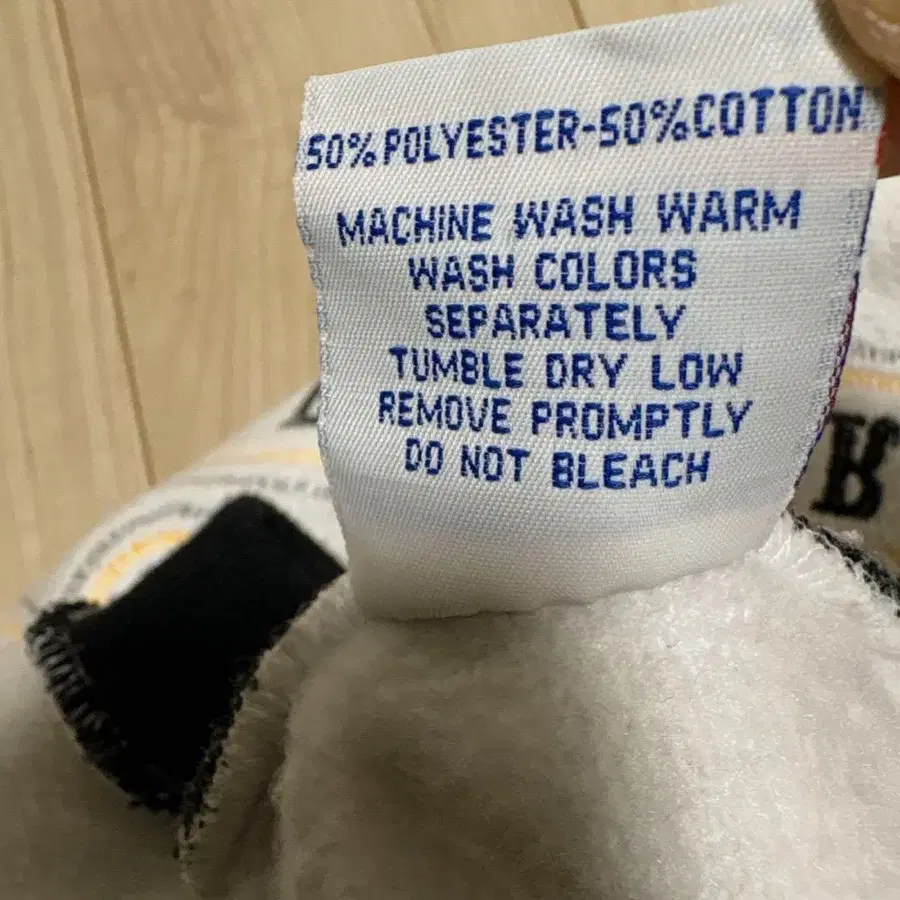 50%POLYESTER-50%COTTON
MACHINE WASH WARM
WASH COLORS
SEPARATELY
TUMBLE DRY LOW
REMOVE PROMPTLY
DO NOT BLEACH